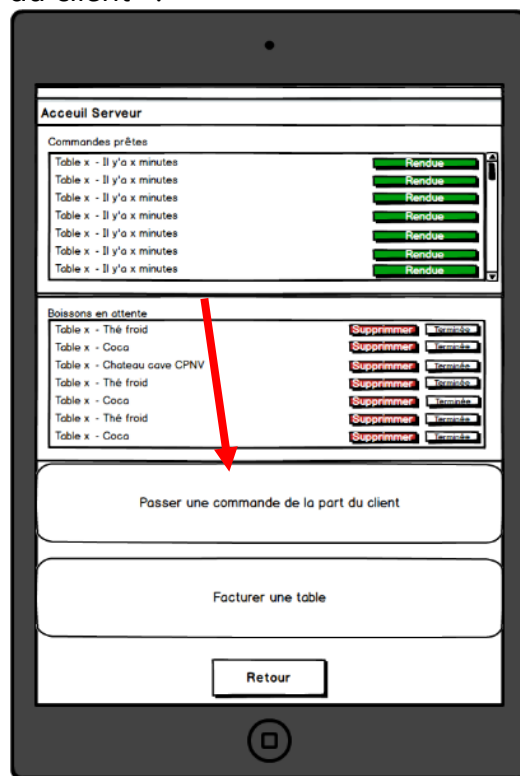 Acceuil Serveur
Commandes prêtes
Table x - Il y'a x minutes Rendue
Table x - Il y'a x minutes Rendue
Table x - Il y'a x minutes Rendue
Table x - Il y'a x minutes Rendue
Table x - Il y'a x minutes Rendue
Table x - Il y'a x minutes Rendue
Table x - Il y'a x minutes Rendue
Boissons en attente
Table x - Thé froid Supprimmer Terminée
Table x - Coca Supprimmer Terminée
Table x - Chateau cave CPNV Supprimmer Terminée
Table x - Thé froid Supprimmer Terminée
Table x - Coca Supprimmer Terminée
Table x - Thé froid Supprimmer Terminée
Table x - Coca Supprimmer Terminée
Passer une commande de la part du client
Facturer une table
Retour